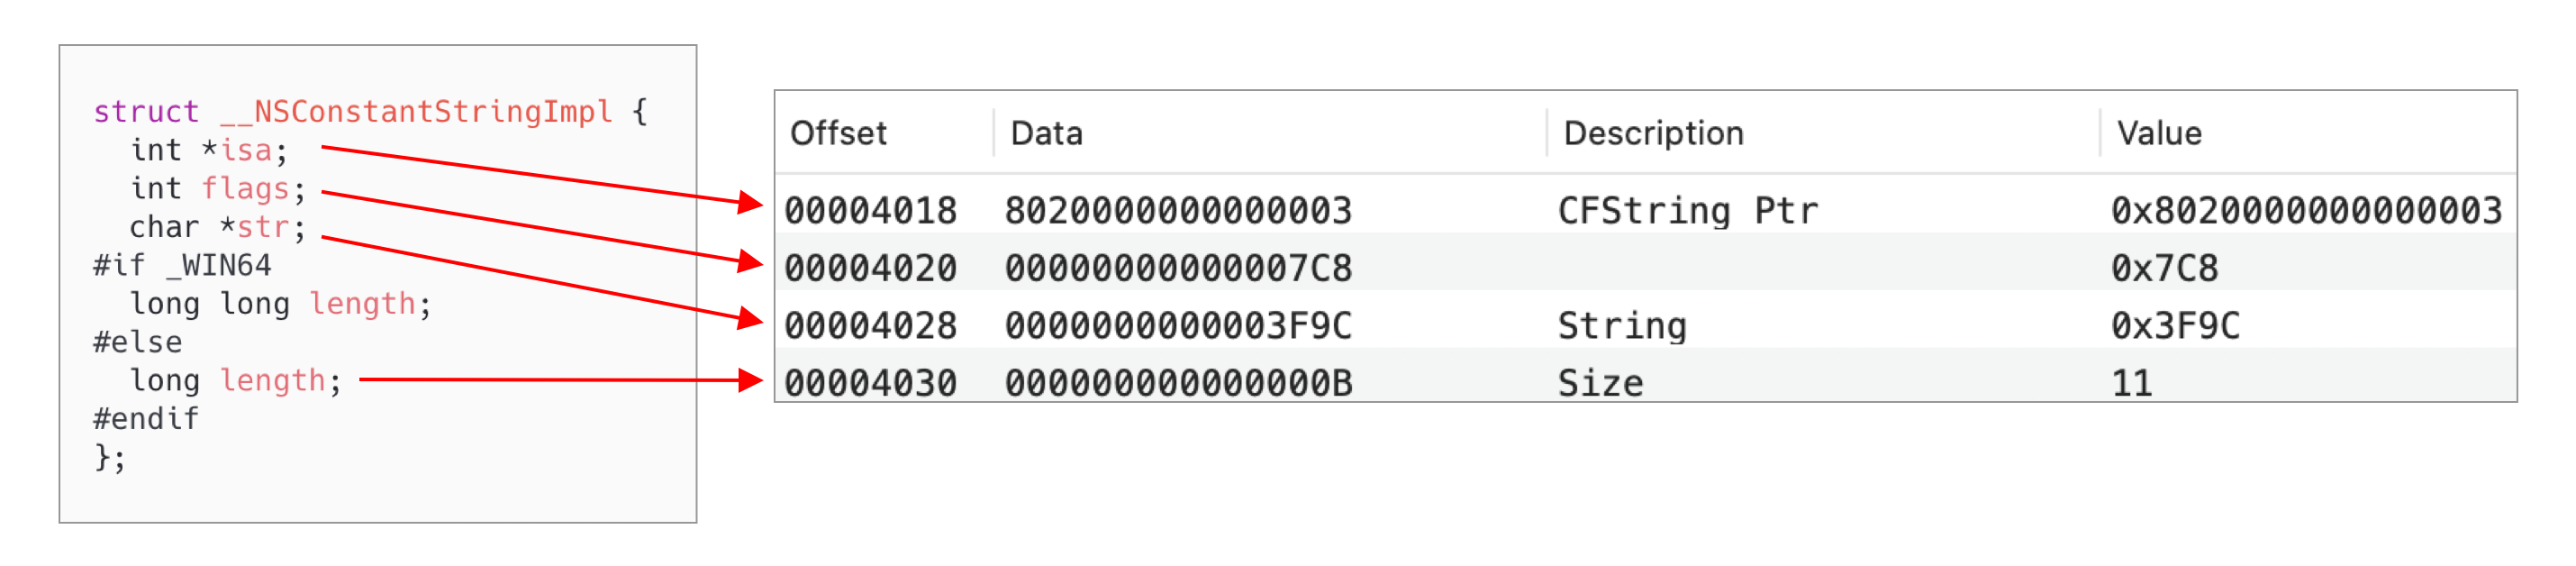 struct __NSConstantStringImpl {
  int *isa;
  int flags;
  char *str;
#if _WIN64
  long long length;
#else
  long length;
#endif
};
Offset Data Description Value
00004018 8020000000000003 CFString Ptr 0x8020000000000003
00004020 00000000000007C8 0x7C8
00004028 0000000000003F9C String 0x3F9C
00004030 000000000000000B Size 11